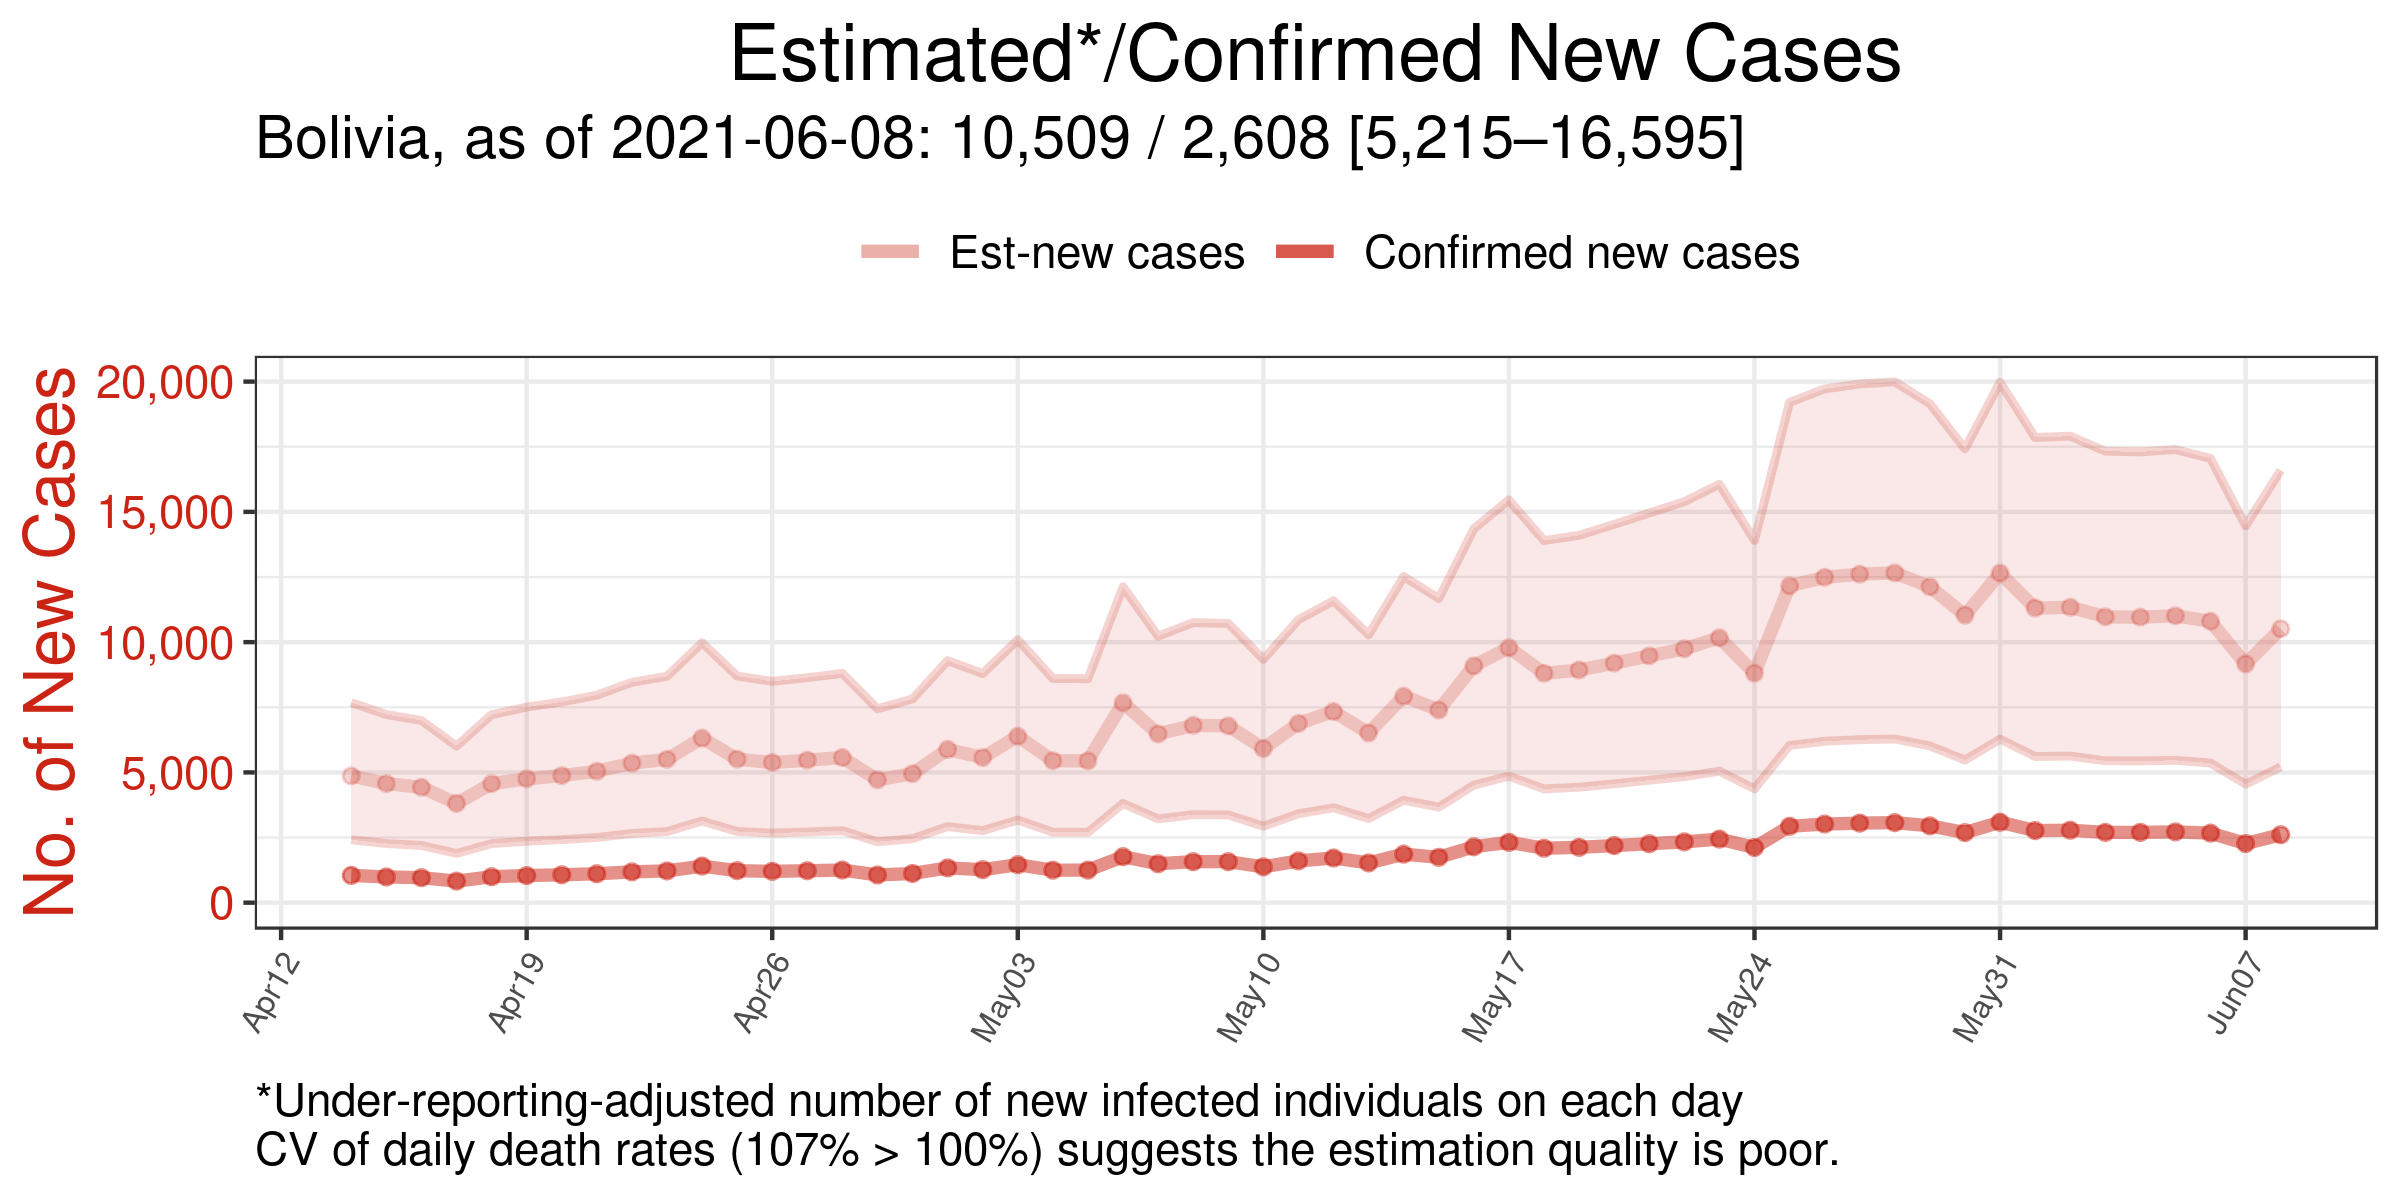 Estimated*/Confirmed New Cases
Bolivia, as of 2021-06-08: 10,509 / 2,608 [5,215–16,595]
Est-new cases
Confirmed new cases
No. of New Cases
20,000
15,000
10,000
5,000
0
Apr12
Apr19
Apr26
May03
May10
May17
May24
May31
Jun07
*Under-reporting-adjusted number of new infected individuals on each day
CV of daily death rates (107% > 100%) suggests the estimation quality is poor.